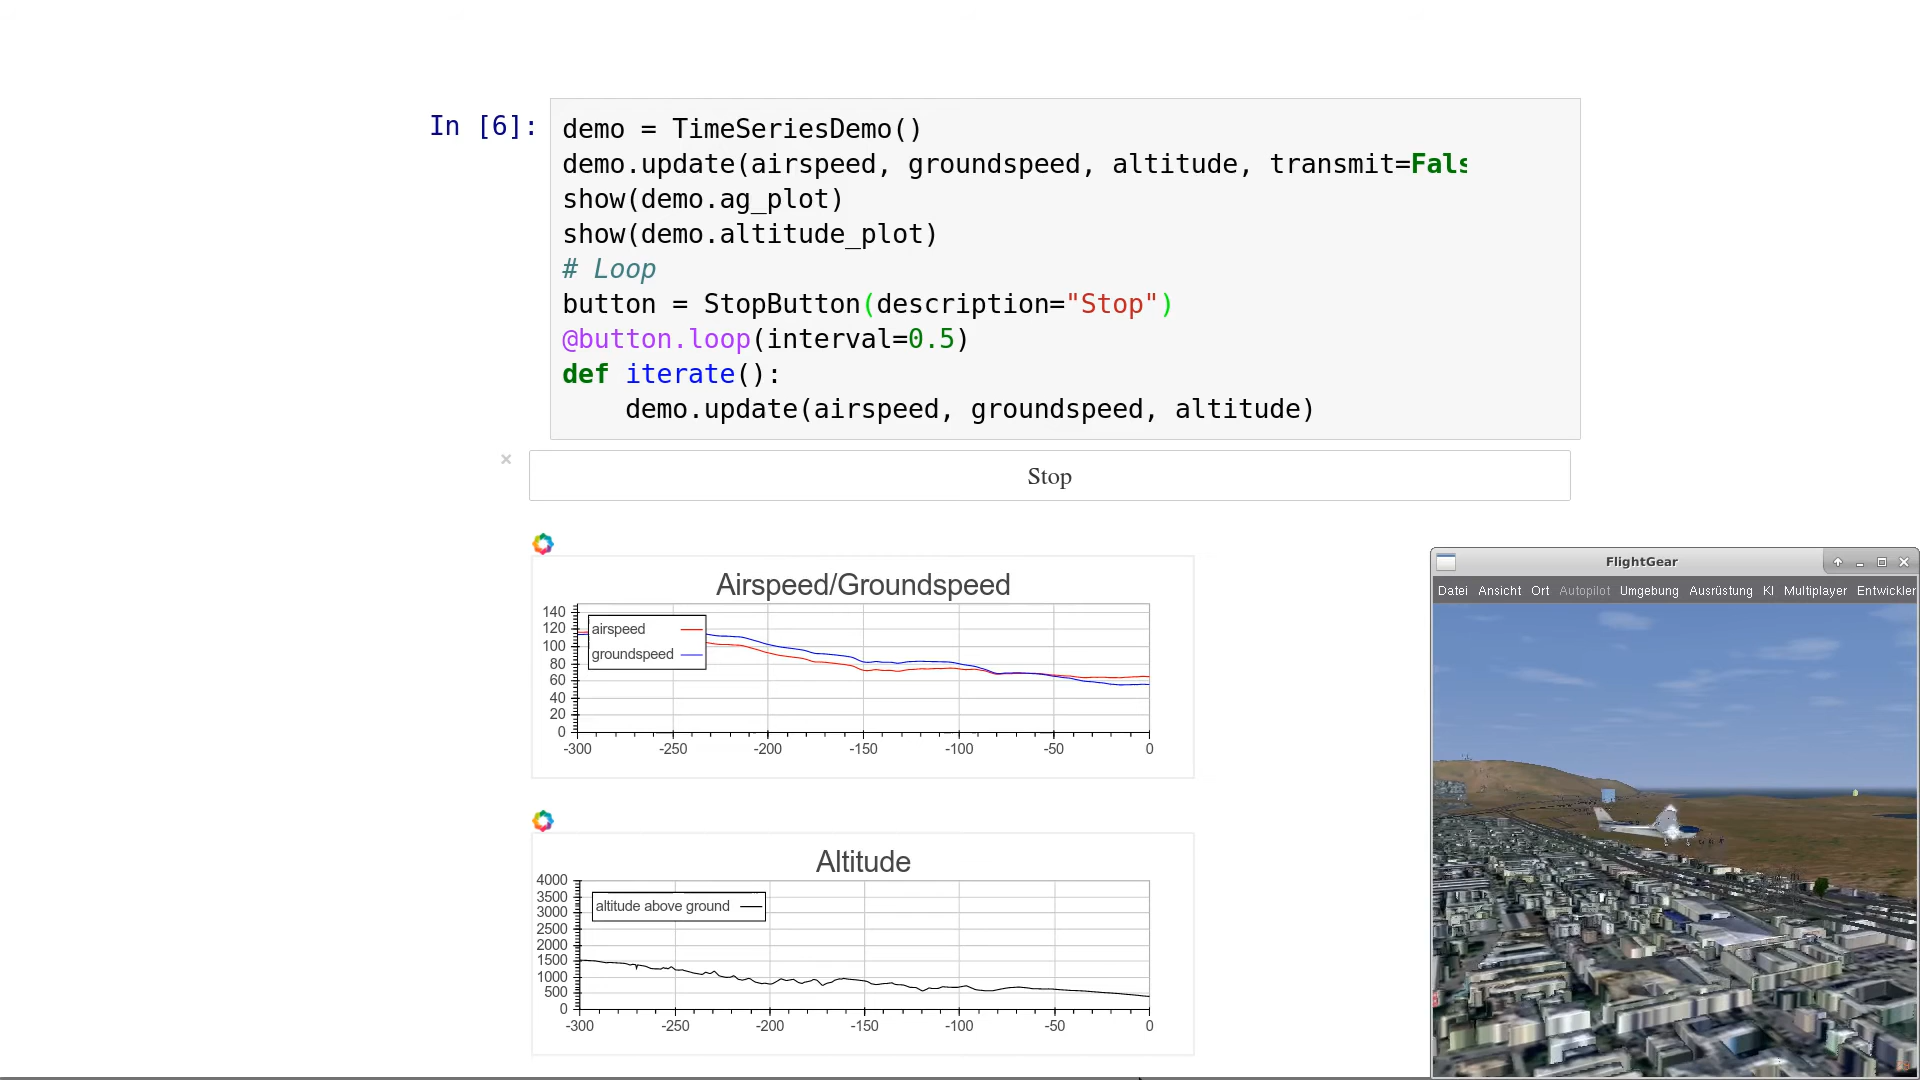 In [6]:
demo = TimeSeriesDemo()
demo.update(airspeed, groundspeed, altitude, transmit=Fals
show(demo.ag_plot)
show(demo.altitude_plot)
# Loop
button = StopButton(description="Stop")
@button.loop(interval=0.5)
def iterate():
    demo.update(airspeed, groundspeed, altitude)
×
Stop
Airspeed/Groundspeed
140
120
100
80
60
40
20
0
airspeed
groundspeed
-300 -250 -200 -150 -100 -50 0
Altitude
4000
3500
3000
2500
2000
1500
1000
500
0
altitude above ground
-300 -250 -200 -150 -100 -50 0
FlightGear
Datei Ansicht Ort Autopilot Umgebung Ausrüstung KI Multiplayer Entwickler